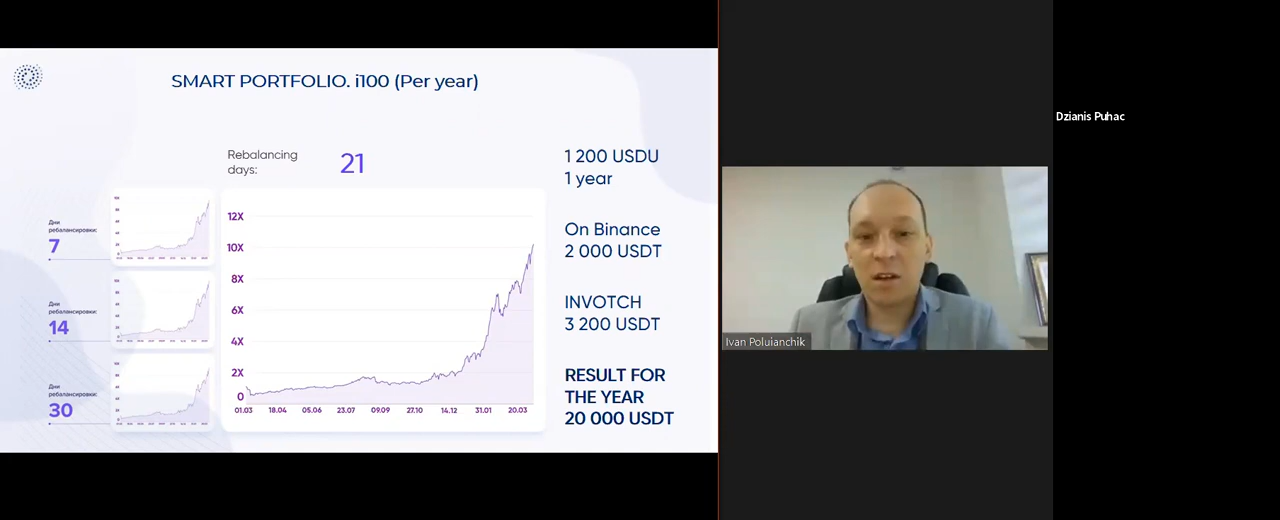 SMART PORTFOLIO. i100 (Per year)
Rebalancing
days:
21
Дни
ребалансировки:
7
Дни
ребалансировки:
14
Дни
ребалансировки:
30
12X
10X
8X
6X
4X
2X
0
01.03 18.04 05.06 23.07 09.09 27.10 14.12 31.01 20.03
1 200 USDU
1 year
On Binance
2 000 USDT
INVOTCH
3 200 USDT
RESULT FOR
THE YEAR
20 000 USDT
Ivan Poluianchik
Dzianis Puhac